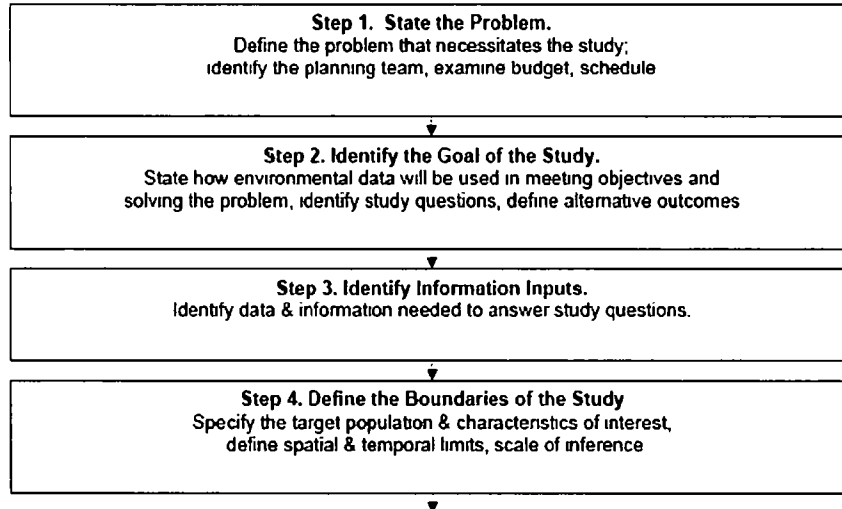 Step 1. State the Problem.
Define the problem that necessitates the study;
identify the planning team, examine budget, schedule
Step 2. Identify the Goal of the Study.
State how environmental data will be used in meeting objectives and
solving the problem, identify study questions, define alternative outcomes
Step 3. Identify Information Inputs.
Identify data & information needed to answer study questions.
Step 4. Define the Boundaries of the Study
Specify the target population & characteristics of interest,
define spatial & temporal limits, scale of inference